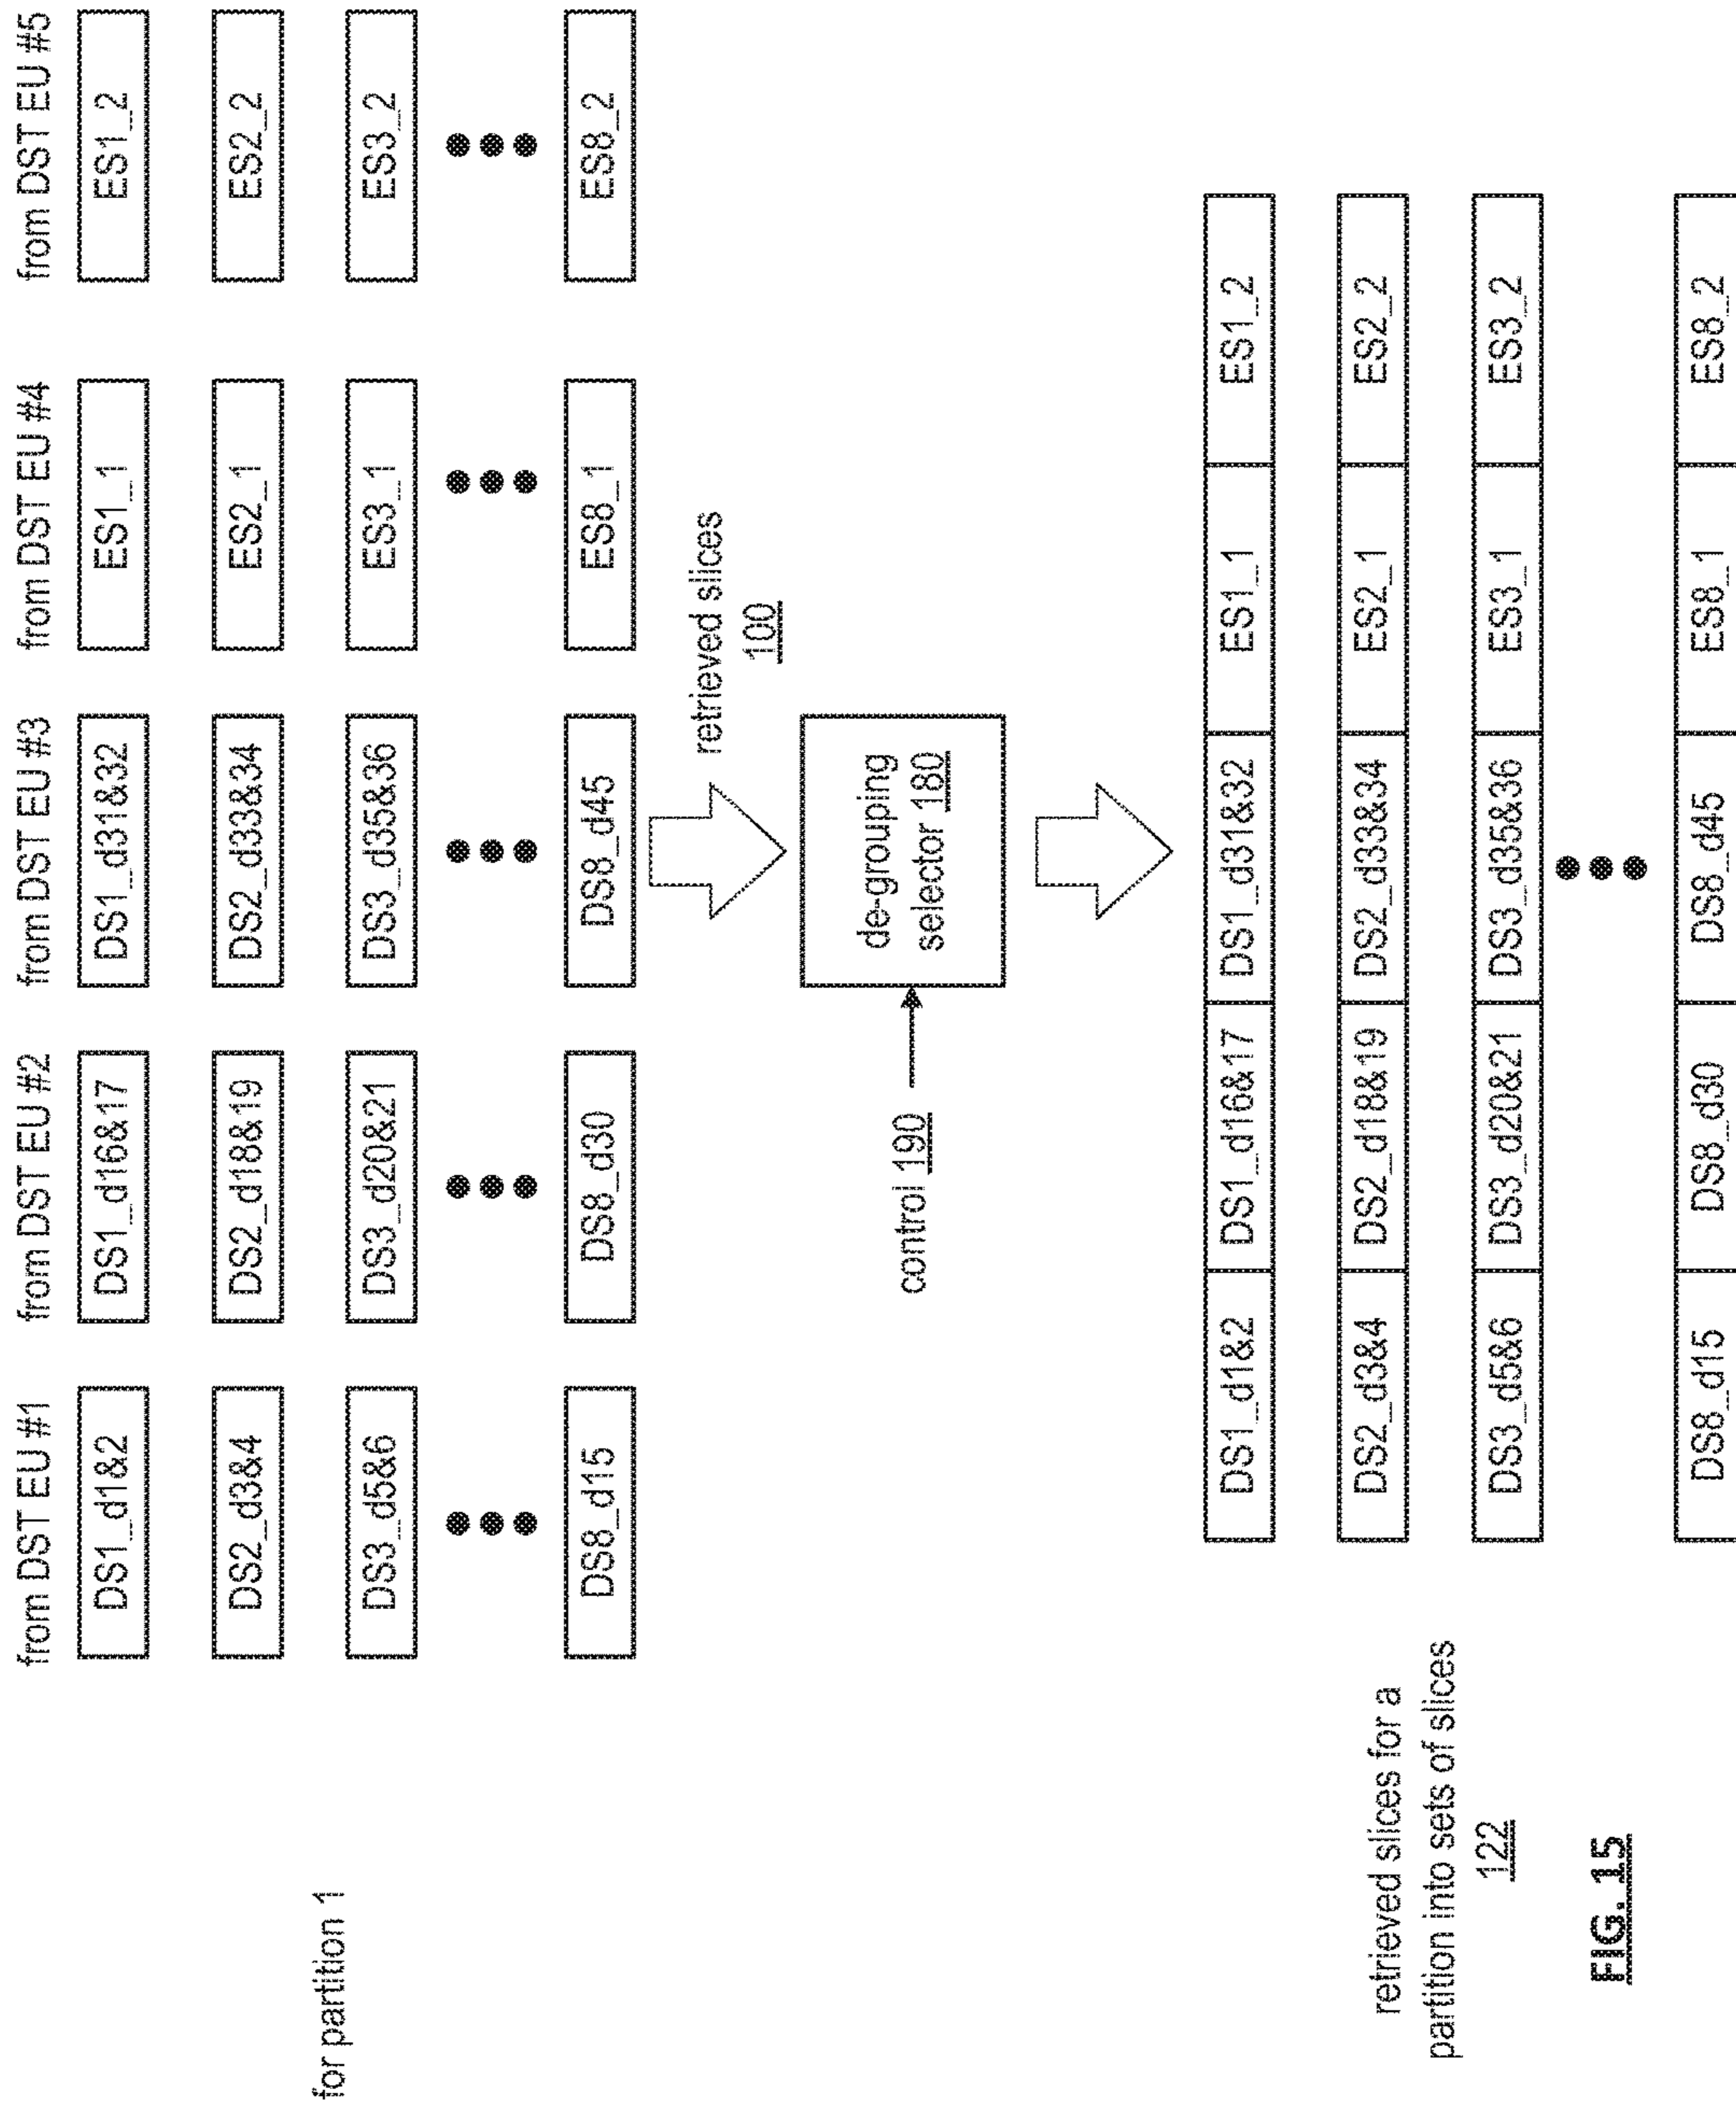 from DST EU #1
from DST EU #2
from DST EU #3
from DST EU #4
from DST EU #5
DS1_d1&2
DS1_d16&17
DS1_d31&32
ES1_1
ES1_2
DS2_d3&4
DS2_d18&19
DS2_d33&34
ES2_1
ES2_2
for partition 1
DS3_d5&6
DS3_d20&21
DS3_d35&36
ES3_1
ES3_2
DS8_d15
DS8_d30
DS8_d45
ES8_1
ES8_2
retrieved slices
100
control 190
de-grouping
selector 180
DS1_d1&2
DS1_d16&17
DS1_d31&32
ES1_1
ES1_2
retrieved slices for a
partition into sets of slices
122
DS2_d3&4
DS2_d18&19
DS2_d33&34
ES2_1
ES2_2
DS3_d5&6
DS3_d20&21
DS3_d35&36
ES3_1
ES3_2
DS8_d15
DS8_d30
DS8_d45
ES8_1
ES8_2
FIG. 15